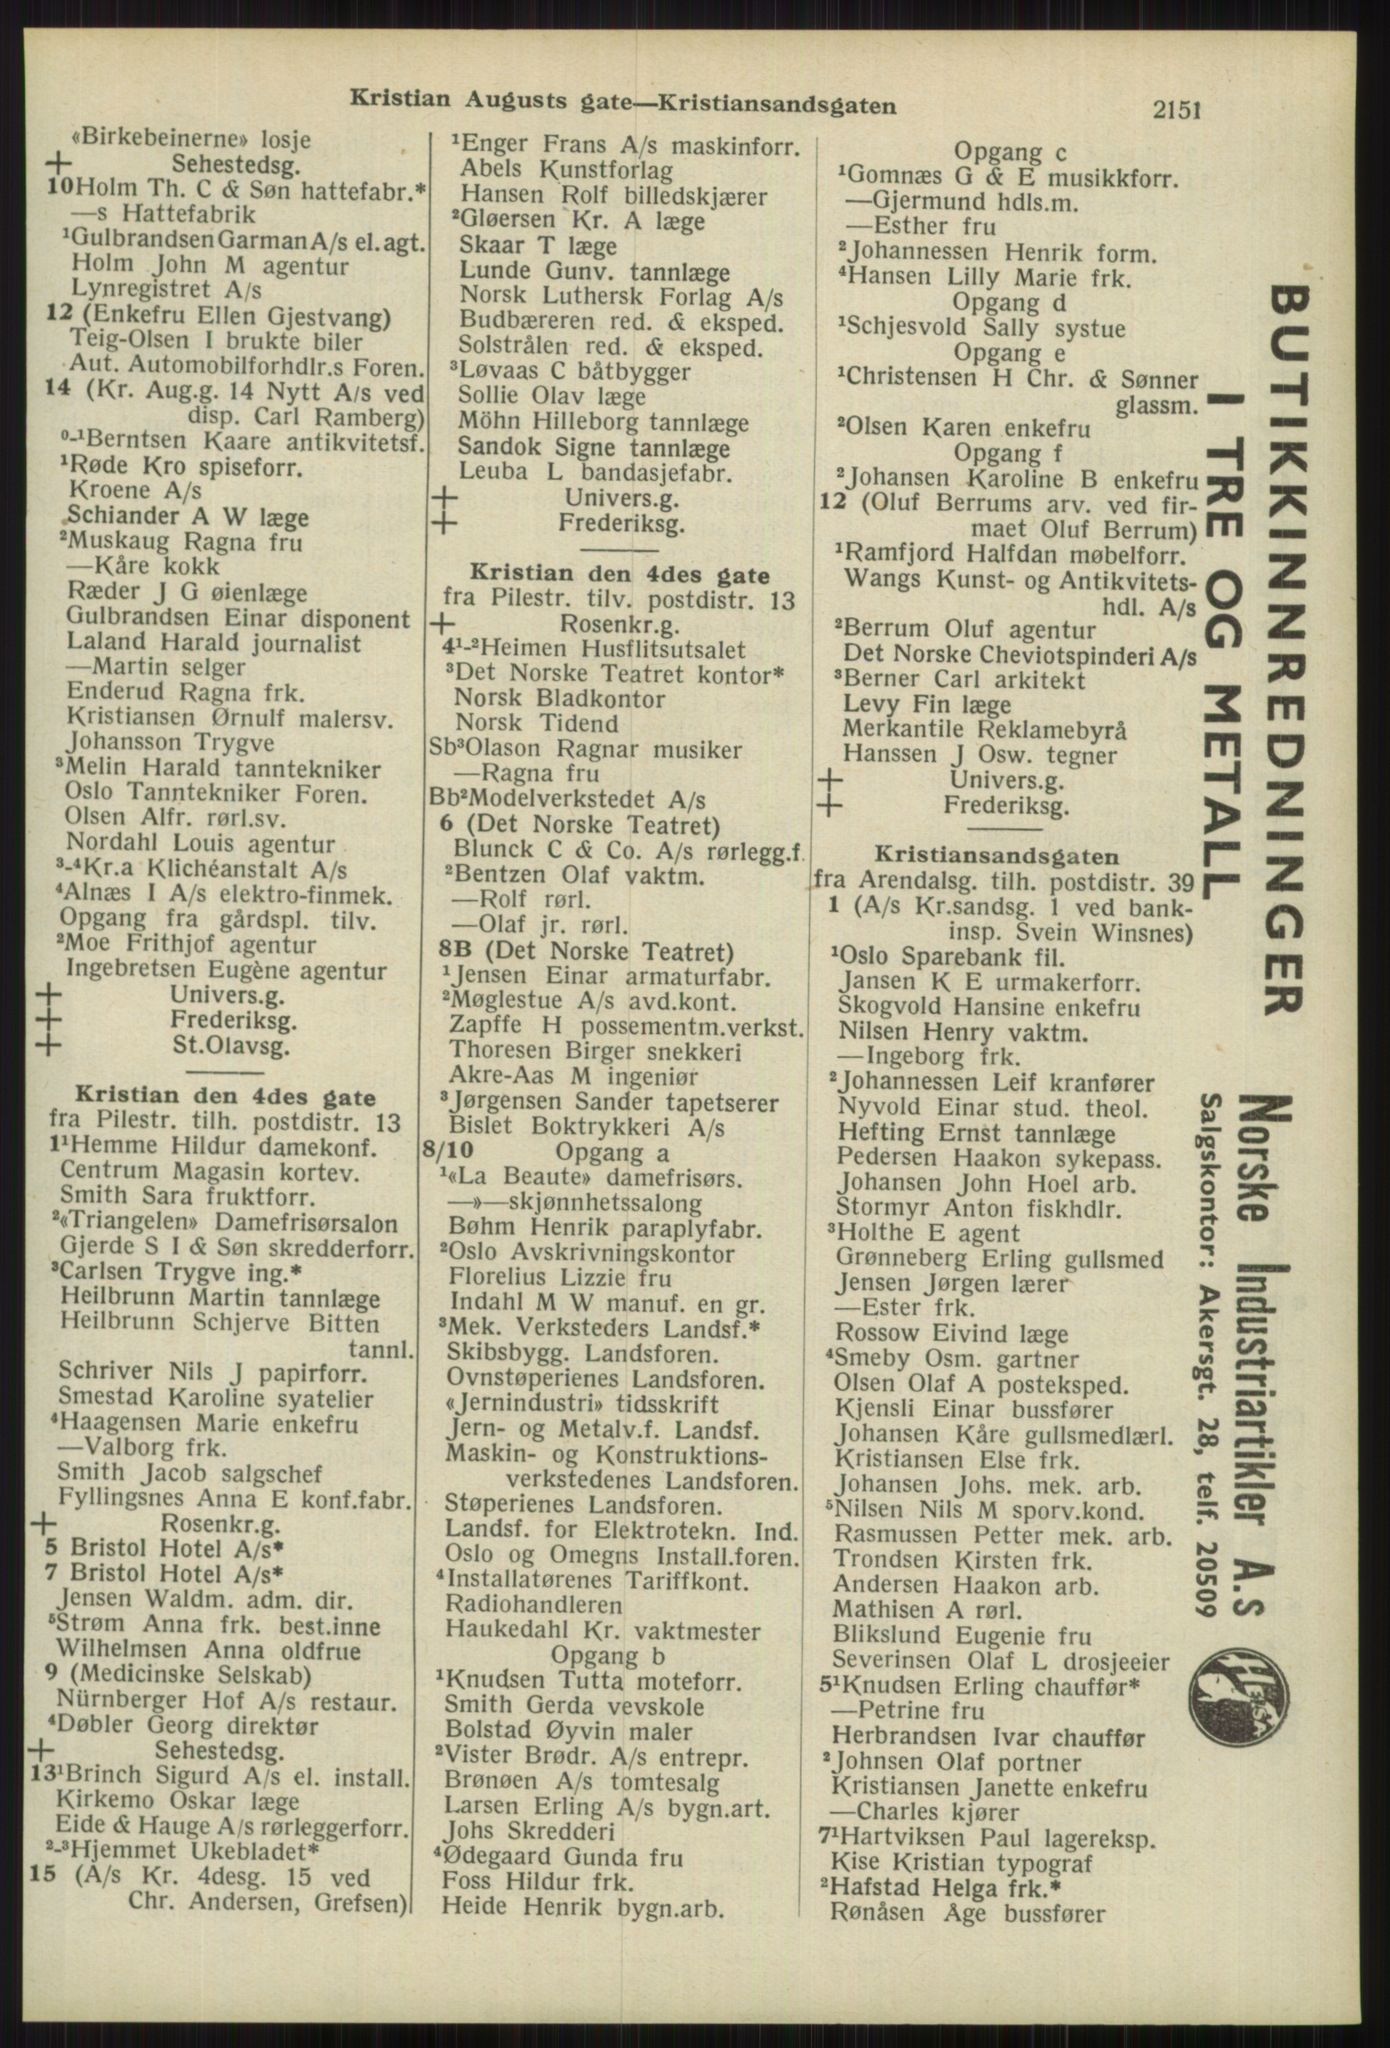 Kristian Augusts gate—Kristiansandsgaten
2151
«Birkebeinerne» losje
+ Sehestedsg.
10 Holm Th. C & Søn hattefabr.*
—s Hattefabrik
¹Gulbrandsen Garman A/s el.agt.
Holm John M agentur
Lynregistret A/s
12 (Enkefru Ellen Gjestvang)
Teig-Olsen I brukte biler
Aut. Automobilforhdlr.s Foren.
14 (Kr. Aug.g. 14 Nytt A/s ved
disp. Carl Ramberg)
⁰-¹Berntsen Kaare antikvitetsf.
¹Røde Kro spiseforr.
Kroene A/s
Schiander A W læge
²Muskaug Ragna fru
—Kåre kokk
Ræder J G øienlæge
Gulbrandsen Einar disponent
Laland Harald journalist
—Martin selger
Enderud Ragna frk.
Kristiansen Ørnulf malersv.
Johansson Trygve
³Melin Harald tanntekniker
Oslo Tanntekniker Foren.
Olsen Alfr. rørl.sv.
Nordahl Louis agentur
³-⁴Kr.a Klichéanstalt A/s
⁴Alnæs I A/s elektro-finmek.
Opgang fra gårdspl. tilv.
²Moe Frithjof agentur
Ingebretsen Eugène agentur
+ Univers.g.
+ Frederiksg.
+ St.Olavsg.
Kristian den 4des gate
fra Pilestr. tilh. postdistr. 13
1¹Hemme Hildur damekonf.
Centrum Magasin kortev.
Smith Sara fruktforr.
²«Triangelen» Damefrisørsalon
Gjerde S I & Søn skredderforr.
³Carlsen Trygve ing.*
Heilbrunn Martin tannlæge
Heilbrunn Schjerve Bitten
tannl.
Schriver Nils J papirforr.
Smestad Karoline syatelier
⁴Haagensen Marie enkefru
—Valborg frk.
Smith Jacob salgschef
Fyllingsnes Anna E konf.fabr.
+ Rosenkr.g.
5 Bristol Hotel A/s*
7 Bristol Hotel A/s*
Jensen Waldm. adm. dir.
⁵Strøm Anna frk. best.inne
Wilhelmsen Anna oldfrue
9 (Medicinske Selskab)
Nürnberger Hof A/s restaur.
⁴Døbler Georg direktør
+ Sehestedsg.
13¹Brinch Sigurd A/s el. install.
Kirkemo Oskar læge
Eide & Hauge A/s rørleggerforr.
²-³Hjemmet Ukebladet*
15 (A/s Kr. 4desg. 15 ved
Chr. Andersen, Grefsen)
¹Enger Frans A/s maskinforr.
Abels Kunstforlag
Hansen Rolf billedskjærer
²Gløersen Kr. A læge
Skaar T læge
Lunde Gunv. tannlæge
Norsk Luthersk Forlag A/s
Budbæreren red. & eksped.
Solstrålen red. & eksped.
³Løvaas C båtbygger
Sollie Olav læge
Möhn Hilleborg tannlæge
Sandok Signe tannlæge
Leuba L bandasjefabr.
+ Univers.g.
+ Frederiksg.
Kristian den 4des gate
fra Pilestr. tilv. postdistr. 13
+ Rosenkr.g.
4¹-²Heimen Husflitsutsalet
³Det Norske Teatret kontor*
Norsk Bladkontor
Norsk Tidend
Sb³Olason Ragnar musiker
—Ragna fru
Bb²Modelverkstedet A/s
6 (Det Norske Teatret)
Blunck C & Co. A/s rørlegg.f.
²Bentzen Olaf vaktm.
—Rolf rørl.
—Olaf jr. rørl.
8B (Det Norske Teatret)
¹Jensen Einar armaturfabr.
²Møglestue A/s avd.kont.
Zapffe H possementm.verkst.
Thoresen Birger snekkeri
Akre-Aas M ingeniør
³Jørgensen Sander tapetserer
Bislet Boktrykkeri A/s
8/10 Opgang a
¹«La Beaute» damefrisørs.
—»—skjønnhetssalong
Bøhm Henrik paraplyfabr.
²Oslo Avskrivningskontor
Florelius Lizzie fru
Indahl M W manuf. en gr.
³Mek. Verksteders Landsf.*
Skibsbygg. Landsforen.
Ovnstøperienes Landsforen.
«Jernindustri» tidsskrift
Jern- og Metalv.f. Landsf.
Maskin- og Konstruktions-
verkstedenes Landsforen.
Støperienes Landsforen.
Landsf. for Elektrotekn. Ind.
Oslo og Omegns Install.foren.
⁴Installatørenes Tariffkont.
Radiohandleren
Haukedahl Kr. vaktmester
Opgang b
¹Knudsen Tutta moteforr.
Smith Gerda vevskole
Bolstad Øyvin maler
²Vister Brødr. A/s entrepr.
Brønøen A/s tomtesalg
Larsen Erling A/s bygn.art.
Johs Skredderi
⁴Ødegaard Gunda fru
Foss Hildur frk.
Heide Henrik bygn.arb.
Opgang c
¹Gomnæs G & E musikkforr.
—Gjermund hdls.m.
—Esther fru
²Johannessen Henrik form.
⁴Hansen Lilly Marie frk.
Opgang d
¹Schjesvold Sally systue
Opgang e
¹Christensen H Chr. & Sønner
glassm.
²Olsen Karen enkefru
Opgang f
²Johansen Karoline B enkefru
12 (Oluf Berrums arv. ved fir-
maet Oluf Berrum)
¹Ramfjord Halfdan møbelforr.
Wangs Kunst- og Antikvitets-
hdl. A/s
²Berrum Oluf agentur
Det Norske Cheviotspinderi A/s
³Berner Carl arkitekt
Levy Fin læge
Merkantile Reklamebyrå
Hanssen J Osw. tegner
+ Univers.g.
+ Frederiksg.
Kristiansandsgaten
fra Arendalsg. tilh. postdistr. 39
1 (A/s Kr.sandsg. 1 ved bank-
insp. Svein Winsnes)
¹Oslo Sparebank fil.
Jansen K E urmakerforr.
Skogvold Hansine enkefru
Nilsen Henry vaktm.
—Ingeborg frk.
²Johannessen Leif kranfører
Nyvold Einar stud. theol.
Hefting Ernst tannlæge
Pedersen Haakon sykepass.
Johansen John Hoel arb.
Stormyr Anton fiskhdlr.
³Holthe E agent
Grønneberg Erling gullsmed
Jensen Jørgen lærer
—Ester frk.
Rossow Eivind læge
⁴Smeby Osm. gartner
Olsen Olaf A posteksped.
Kjensli Einar bussfører
Johansen Kåre gullsmedlærl.
Kristiansen Else frk.
Johansen Johs. mek. arb.
⁵Nilsen Nils M sporv.kond.
Rasmussen Petter mek. arb.
Trondsen Kirsten frk.
Andersen Haakon arb.
Mathisen A rørl.
Blikslund Eugenie fru
Severinsen Olaf L drosjeeier
5¹Knudsen Erling chauffør*
—Petrine fru
Herbrandsen Ivar chauffør
²Johnsen Olaf portner
Kristiansen Janette enkefru
—Charles kjører
7¹Hartviksen Paul lagereksp.
Kise Kristian typograf
²Hafstad Helga frk.*
Rønåsen Åge bussfører
BUTIKKINNREDNINGER
I TRE OG METALL
Norske Industriartikler A.s
Salgskontor: Akersgt. 28, telf. 20509